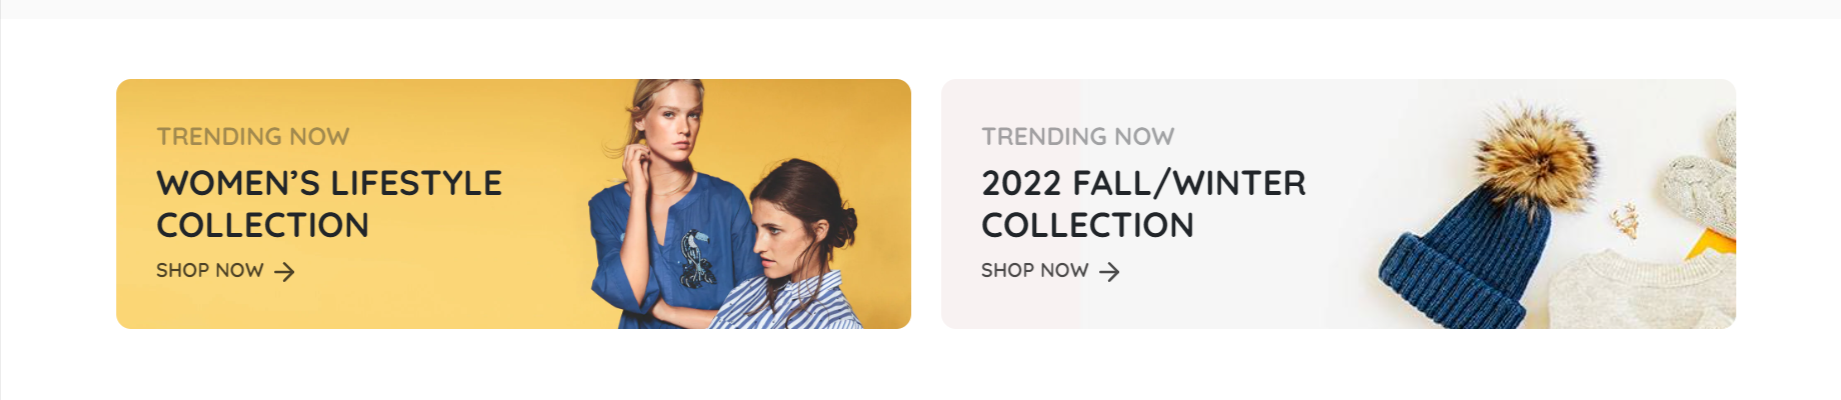 TRENDING NOW
WOMEN’S LIFESTYLE
COLLECTION
SHOP NOW →
TRENDING NOW
2022 FALL/WINTER
COLLECTION
SHOP NOW →